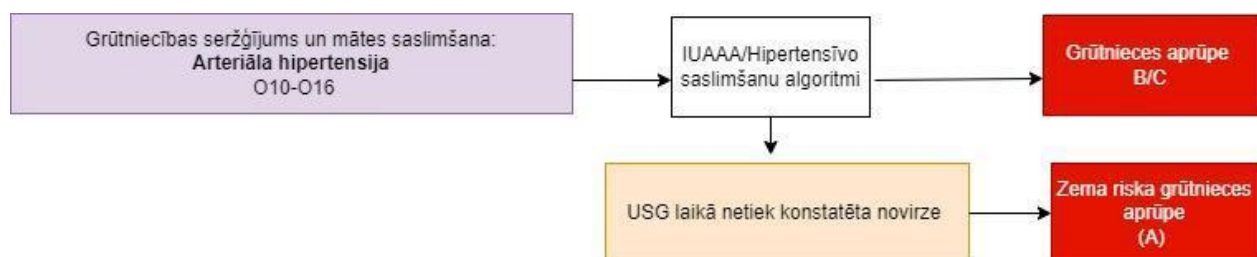 Grūtniecības seržģījums un mātes saslimšana:
Arteriāla hipertensija
O10-O16
IUAAA/Hipertensīvo
saslimšanu algoritmi
Grūtnieces aprūpe
B/C
USG laikā netiek konstatēta novirze
Zema riska grūtnieces
aprūpe
(A)